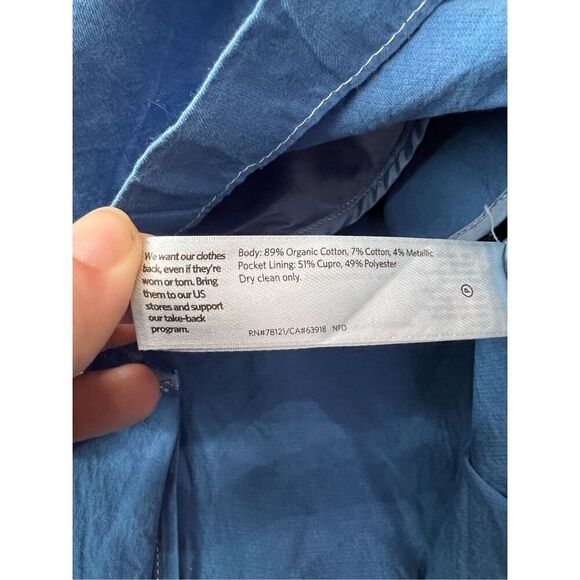 We want our clothes
back, even if they're
worn or torn. Bring
them to our US
stores and support
our take-back
program.
Body: 89% Organic Cotton, 7% Cotton, 4% Metallic
Pocket Lining: 51% Cupro, 49% Polyester
Dry clean only.
P
RN#78121/CA#63918 NFD